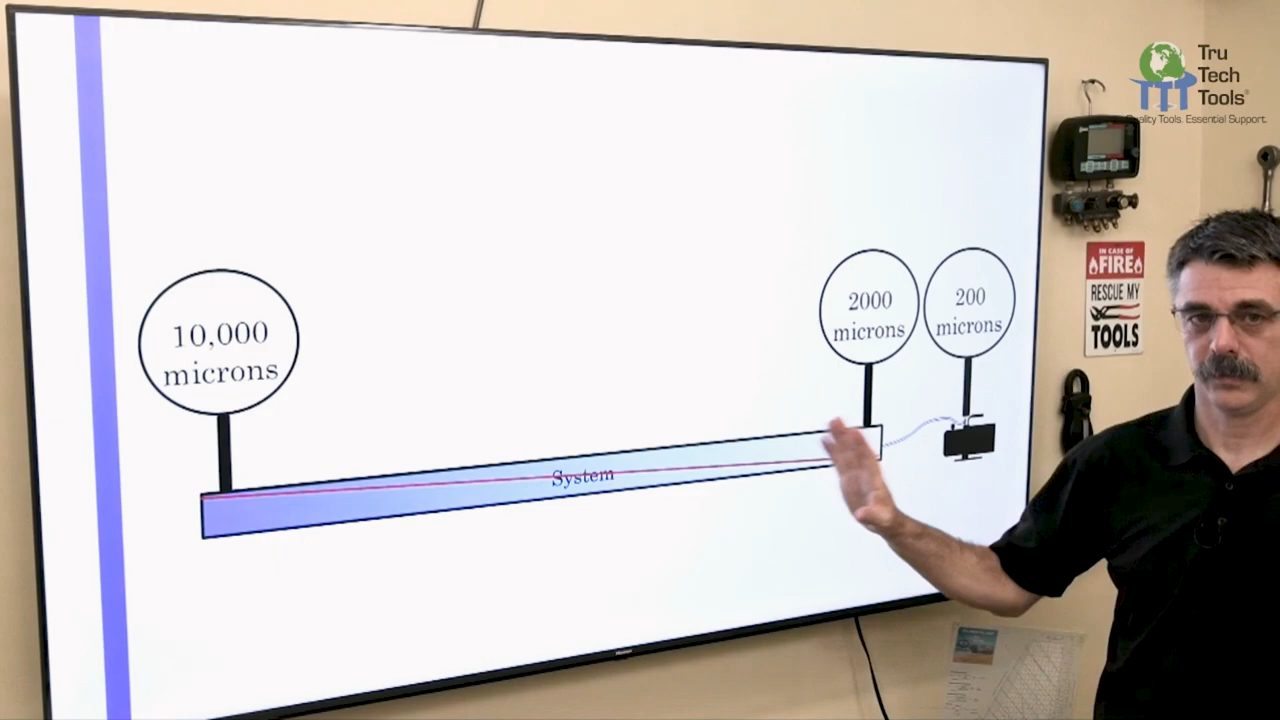 Tru
Tech
Tools®
Quality Tools. Essential Support.
10,000
microns
2000
microns
200
microns
System
IN CASE OF
FIRE
RESCUE MY
TOOLS